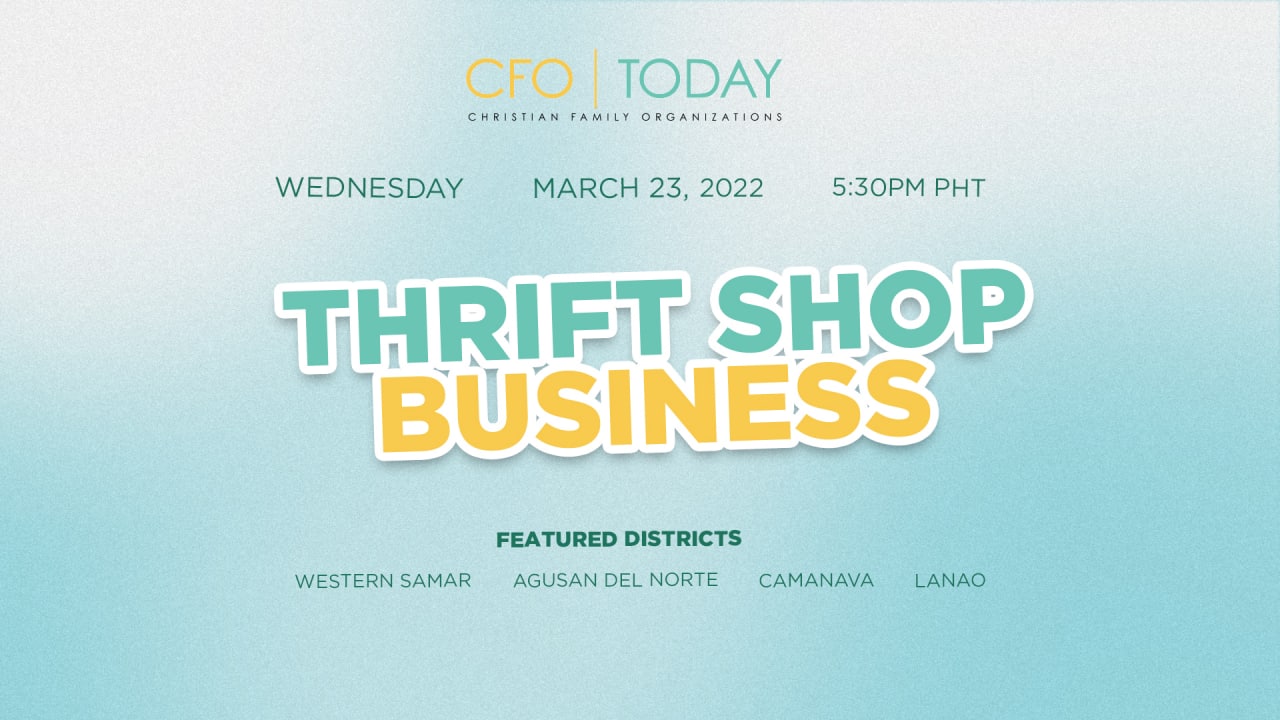 CFO | TODAY
CHRISTIAN FAMILY ORGANIZATIONS
WEDNESDAY MARCH 23, 2022 5:30PM PHT
THRIFT SHOP
BUSINESS
FEATURED DISTRICTS
WESTERN SAMAR AGUSAN DEL NORTE CAMANAVA LANAO